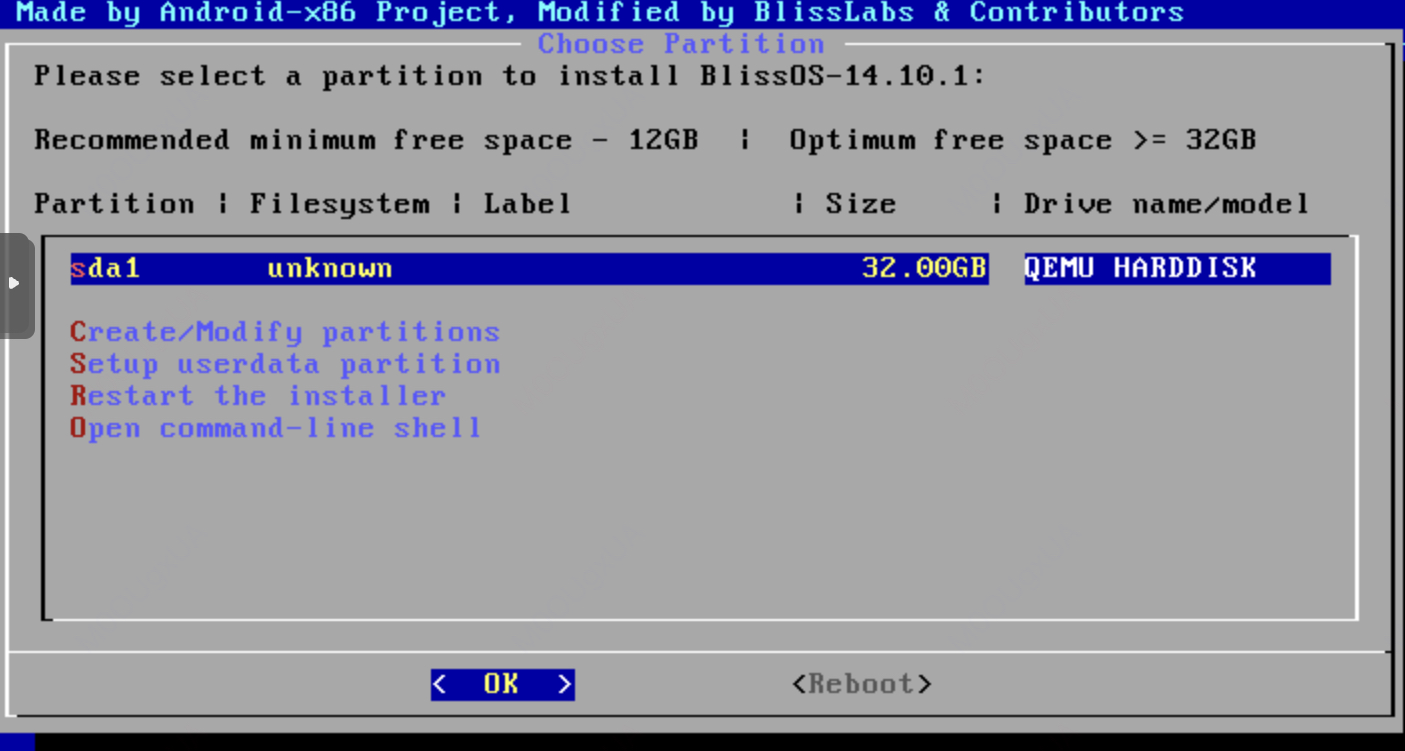 Made by Android-x86 Project, Modified by BlissLabs & Contributors
Choose Partition
Please select a partition to install BlissOS-14.10.1:
Recommended minimum free space - 12GB  ¦  Optimum free space >= 32GB
Partition ¦ Filesystem ¦ Label ¦ Size ¦ Drive name/model
sda1 unknown 32.00GB QEMU HARDDISK
Create/Modify partitions
Setup userdata partition
Restart the installer
Open command-line shell
<  OK  > <Reboot>